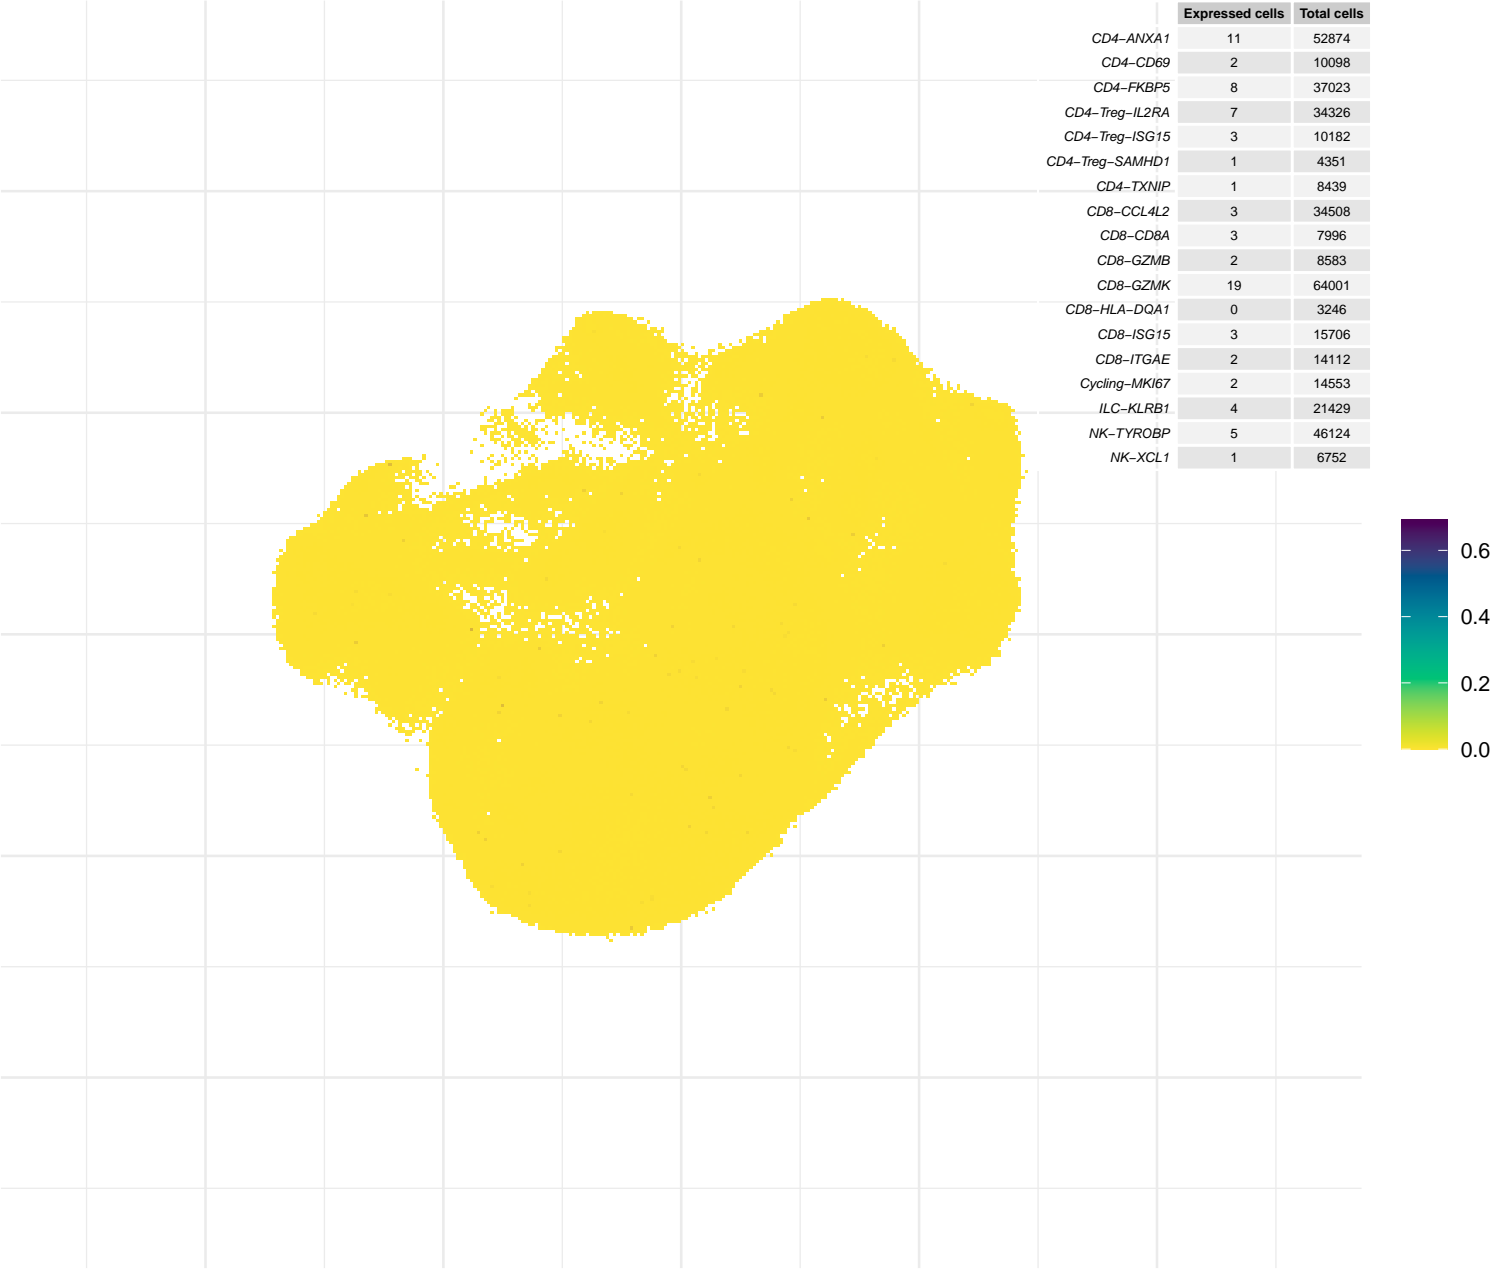 Expressed cells Total cells
CD4−ANXA1 11 52874
CD4−CD69 2 10098
CD4−FKBP5 8 37023
CD4−Treg−IL2RA 7 34326
CD4−Treg−ISG15 3 10182
CD4−Treg−SAMHD1 1 4351
CD4−TXNIP 1 8439
CD8−CCL4L2 3 34508
CD8−CD8A 3 7996
CD8−GZMB 2 8583
CD8−GZMK 19 64001
CD8−HLA−DQA1 0 3246
CD8−ISG15 3 15706
CD8−ITGAE 2 14112
Cycling−MKI67 2 14553
ILC−KLRB1 4 21429
NK−TYROBP 5 46124
NK−XCL1 1 6752
0.6
0.4
0.2
0.0